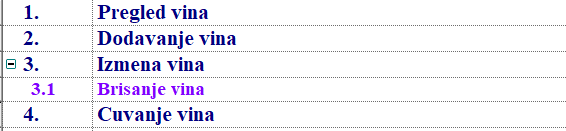 1. Pregled vina
2. Dodavanje vina
3. Izmena vina
3.1 Brisanje vina
4. Cuvanje vina